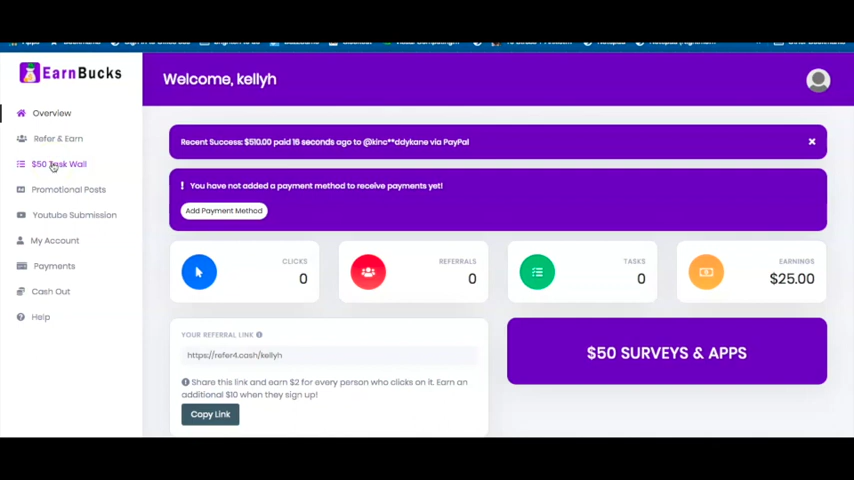 EarnBucks
Welcome, kellyh
Overview
Refer & Earn
$50 Task Wall
Promotional Posts
Youtube Submission
My Account
Payments
Cash Out
Help
Recent Success: $510.00 paid 16 seconds ago to @kinc**ddykane via PayPal
! You have not added a payment method to receive payments yet!
Add Payment Method
CLICKS
0
REFERRALS
0
TASKS
0
EARNINGS
$25.00
YOUR REFERRAL LINK
https://refer4.cash/kellyh
Share this link and earn $2 for every person who clicks on it. Earn an
additional $10 when they sign up!
Copy Link
$50 SURVEYS & APPS